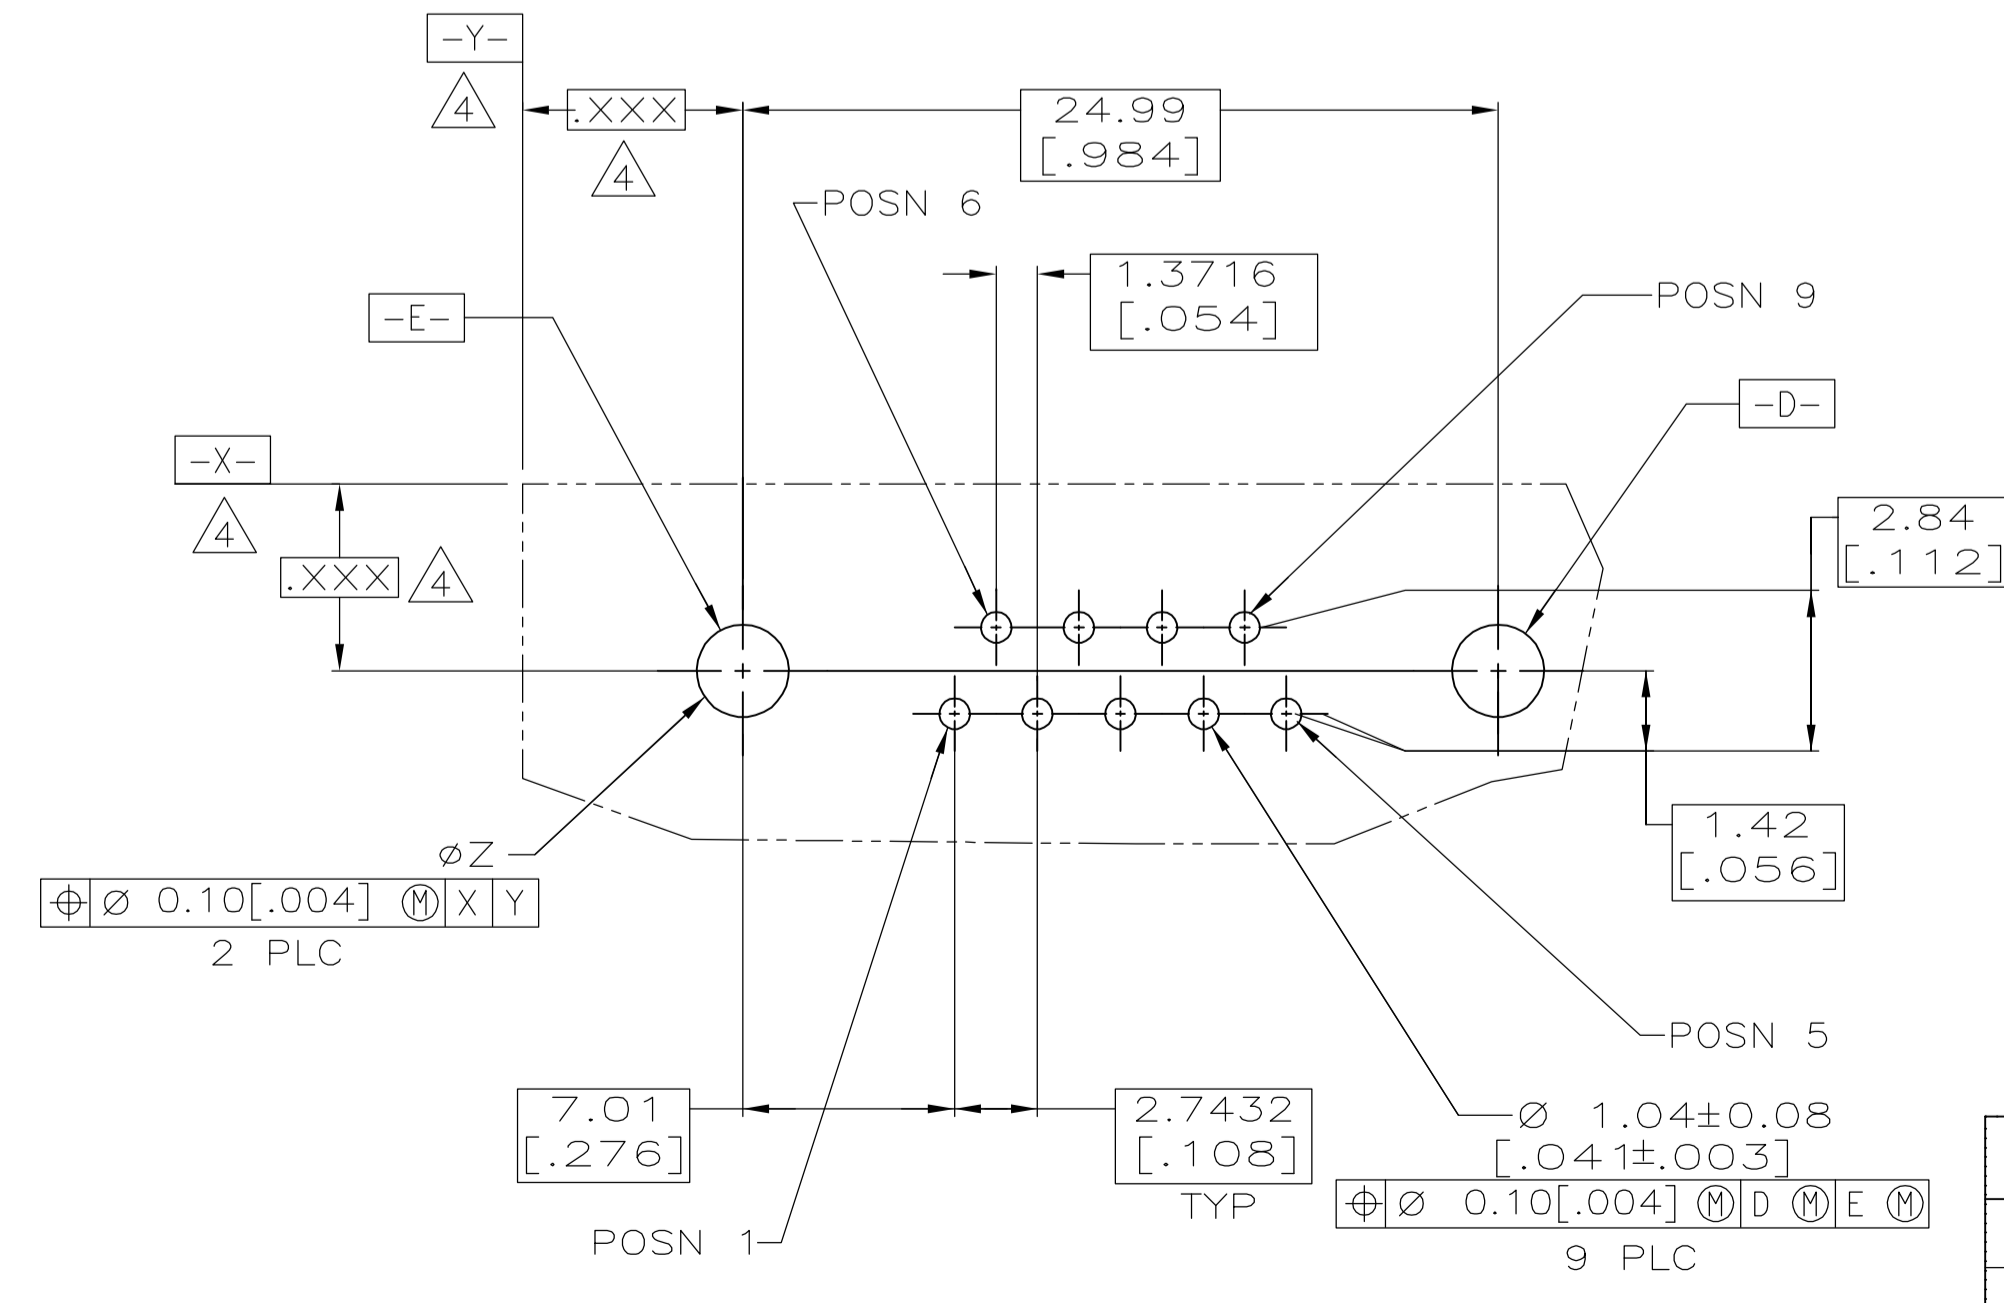 -Y-
4
.XXX
4
24.99
[.984]
POSN 6
1.3716
[.054]
POSN 9
-E-
-D-
-X-
4
.XXX
4
2.84
[.112]
1.42
[.056]
øZ
⌖ Ø 0.10[.004] Ⓜ X Y
2 PLC
POSN 5
7.01
[.276]
2.7432
[.108]
TYP
Ø 1.04±0.08
[.041±.003]
⌖ Ø 0.10[.004] Ⓜ D Ⓜ E Ⓜ
9 PLC
POSN 1